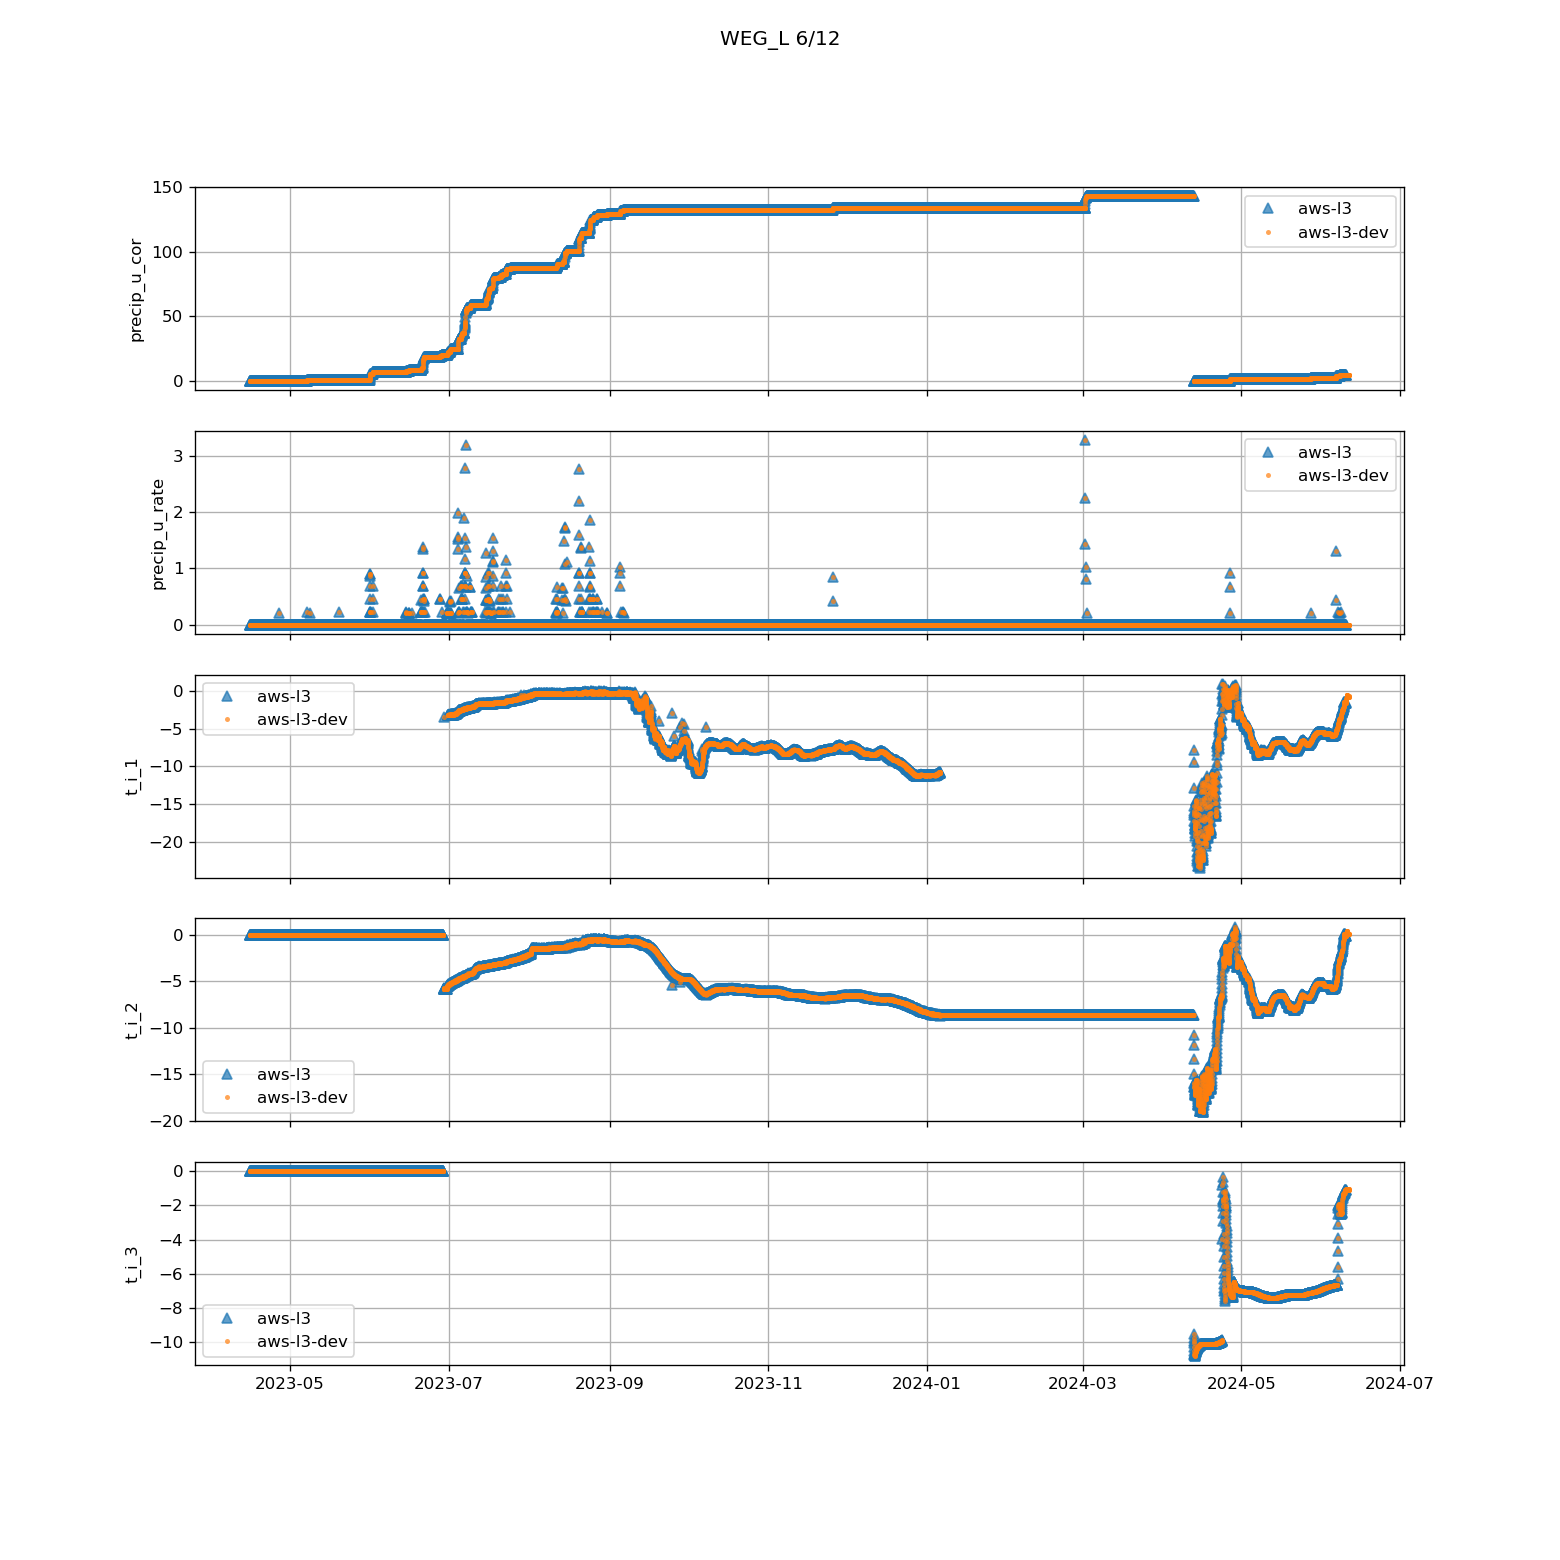 WEG_L 6/12
150
100
50
0
precip_u_cor
aws-l3
aws-l3-dev
3
2
1
0
precip_u_rate
aws-l3
aws-l3-dev
0
−5
−10
−15
−20
t_i_1
aws-l3
aws-l3-dev
0
−5
−10
−15
−20
t_i_2
aws-l3
aws-l3-dev
0
−2
−4
−6
−8
−10
t_i_3
aws-l3
aws-l3-dev
2023-05 2023-07 2023-09 2023-11 2024-01 2024-03 2024-05 2024-07